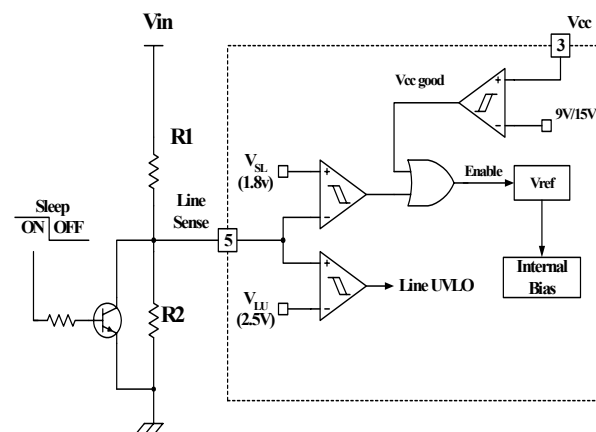 Vin
Vcc
3
Vcc good
9V/15V
R1
VSL
(1.8v)
Enable
Vref
Sleep
ON OFF
Line
Sense
5
Internal
Bias
R2
VLU
(2.5V)
Line UVLO
+
−
+
−
+
−